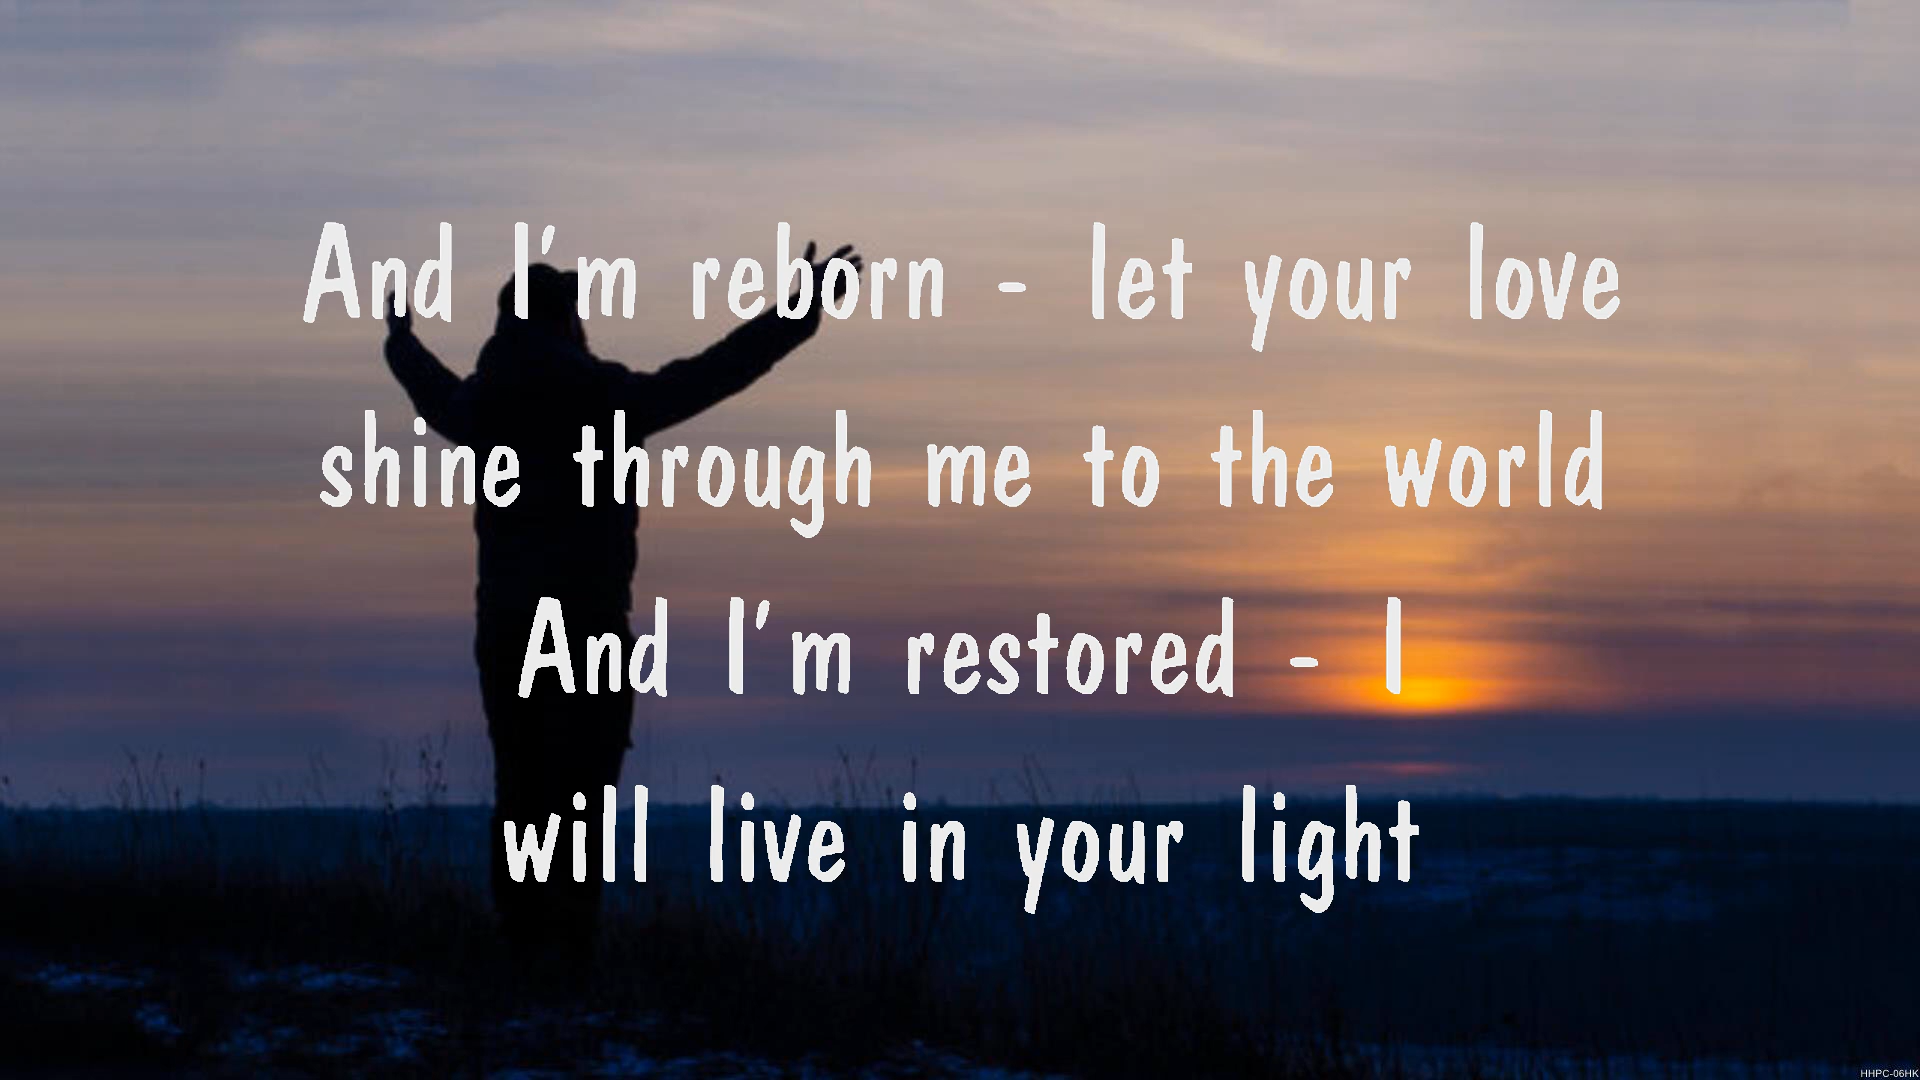 And I'm reborn - let your love
shine through me to the world
And I'm restored - I
will live in your light
HHPC-06HK